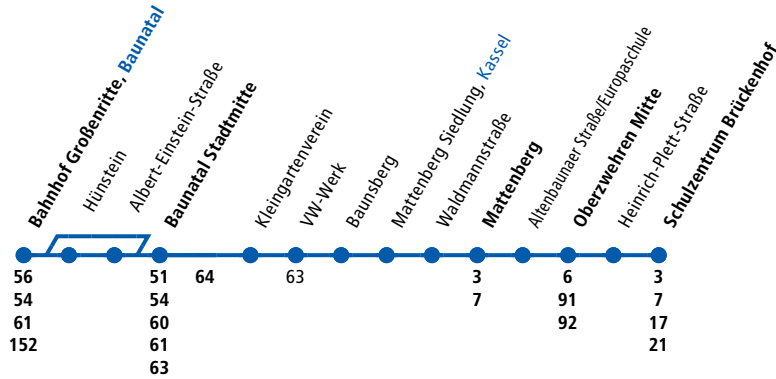 Bahnhof Großenritte, Baunatal
Hünstein
Albert-Einstein-Straße
Baunatal Stadtmitte
Kleingartenverein
VW-Werk
Baunsberg
Mattenberg Siedlung, Kassel
Waldmannstraße
Mattenberg
Altenbaunaer Straße/Europaschule
Oberzwehren Mitte
Heinrich-Plett-Straße
Schulzentrum Brückenhof
56 51 64 63 3 6 3
54 54 7 91 7
61 60 92 17
152 61 21
63